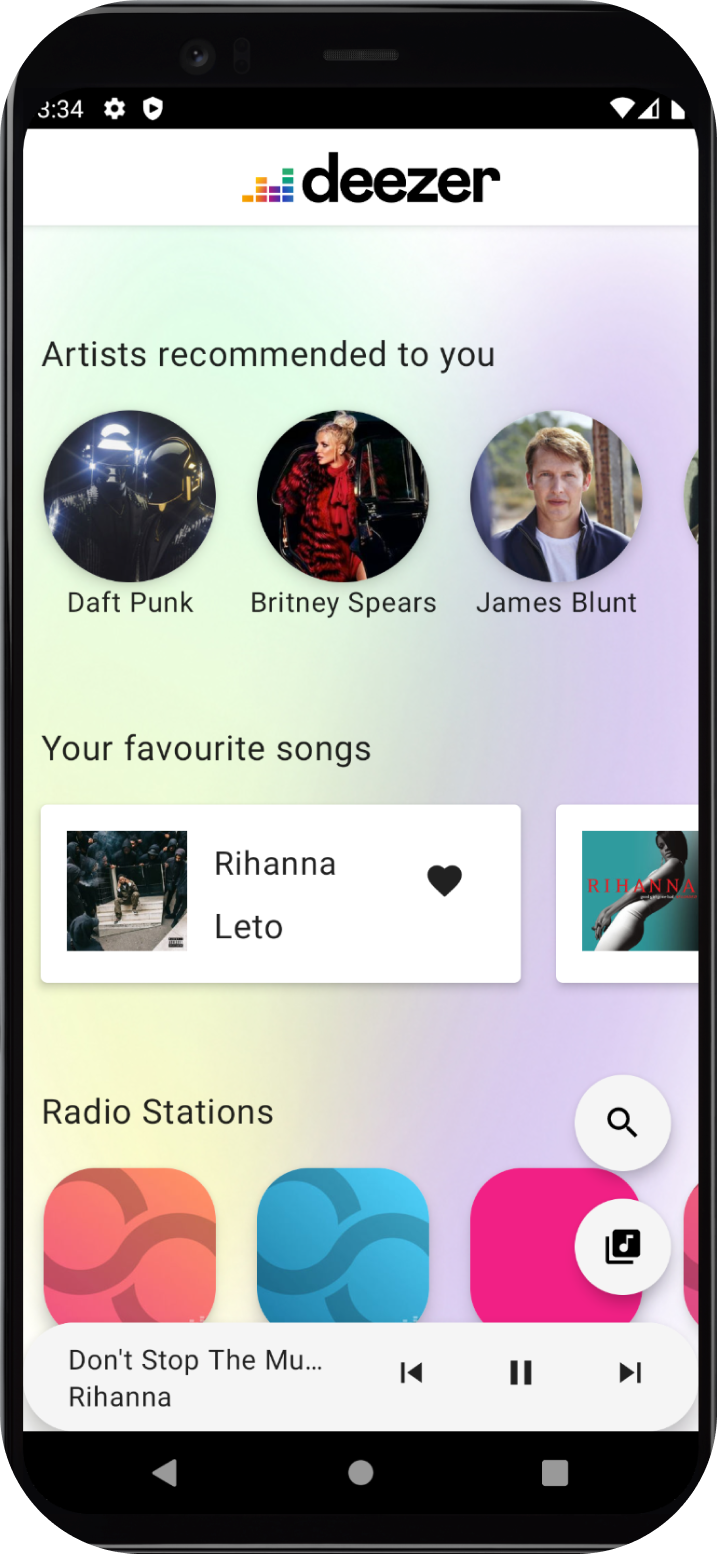 3:34
deezer
Artists recommended to you
Daft Punk
Britney Spears
James Blunt
Your favourite songs
Rihanna
Leto
RIHANNA
Radio Stations
Don't Stop The Mu...
Rihanna